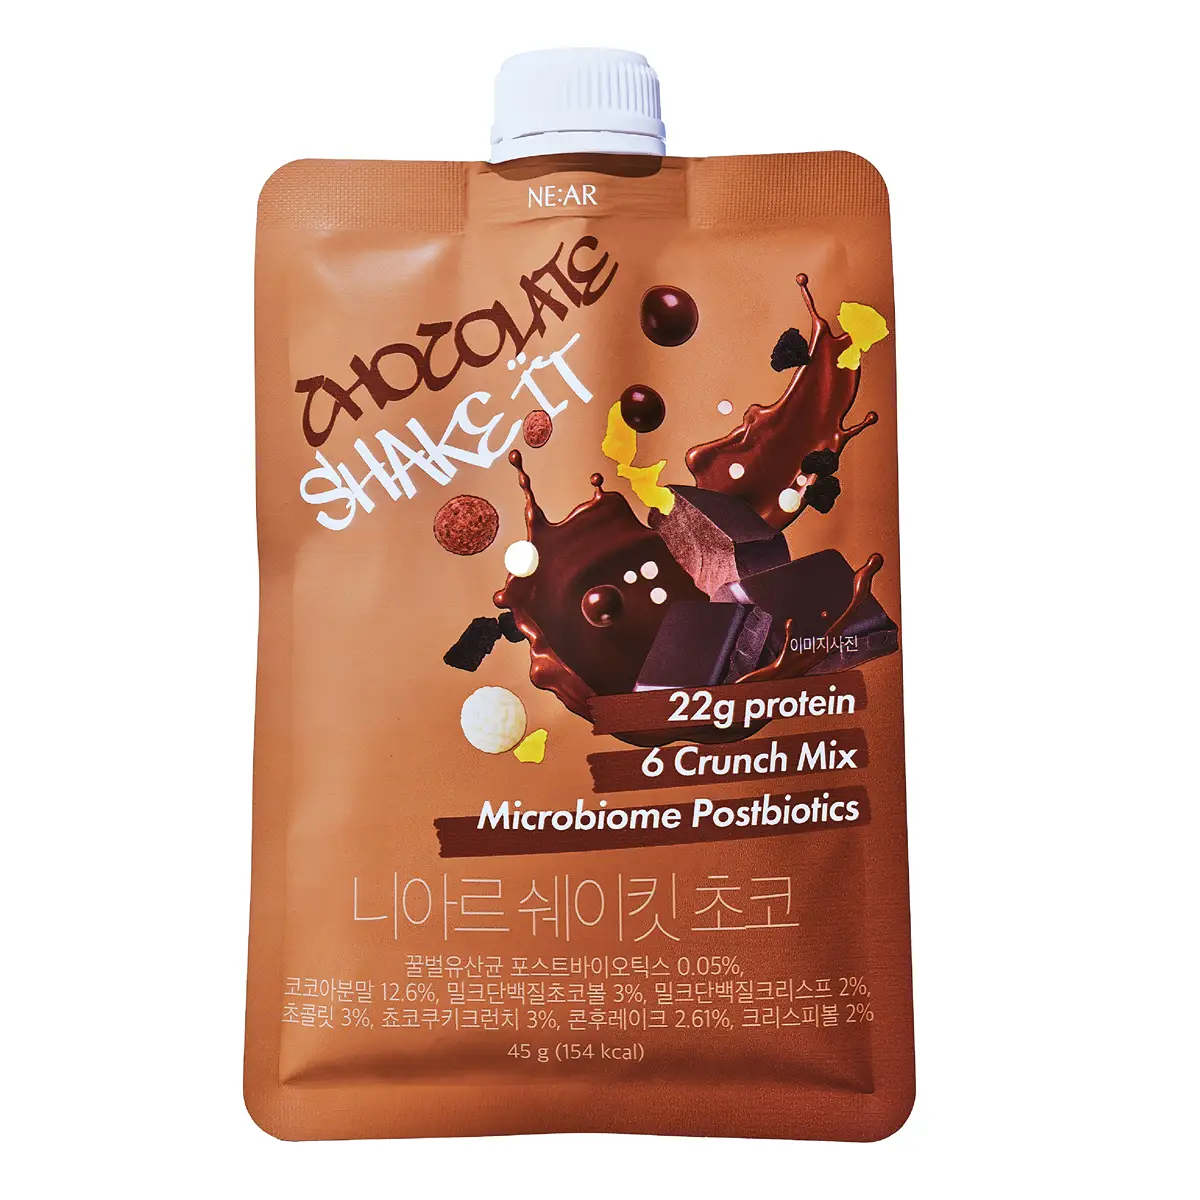 NE:AR
CHOCOLATE
SHAKE ÏT
이미지사진
22g protein
6 Crunch Mix
Microbiome Postbiotics
니아르 쉐이킷 초코
꿀벌유산균 포스트바이오틱스 0.05%,
코코아분말 12.6%, 밀크단백질초코볼 3%, 밀크단백질크리스프 2%,
초콜릿 3%, 쵸코쿠키크런치 3%, 콘후레이크 2.61%, 크리스피볼 2%
45 g (154 kcal)